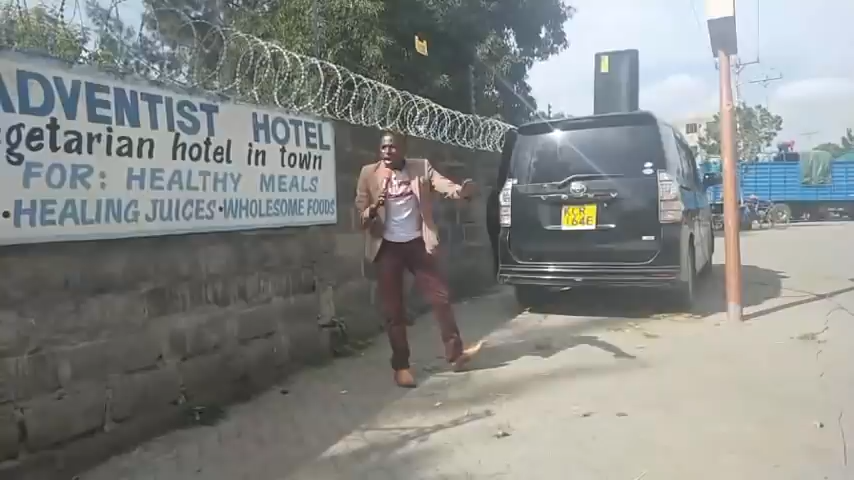 ADVENTIST HOTEL
getarian hotel in town
FOR: • HEALTHY MEALS
• HEALING JUICES • WHOLESOME FOODS
KCR
164E